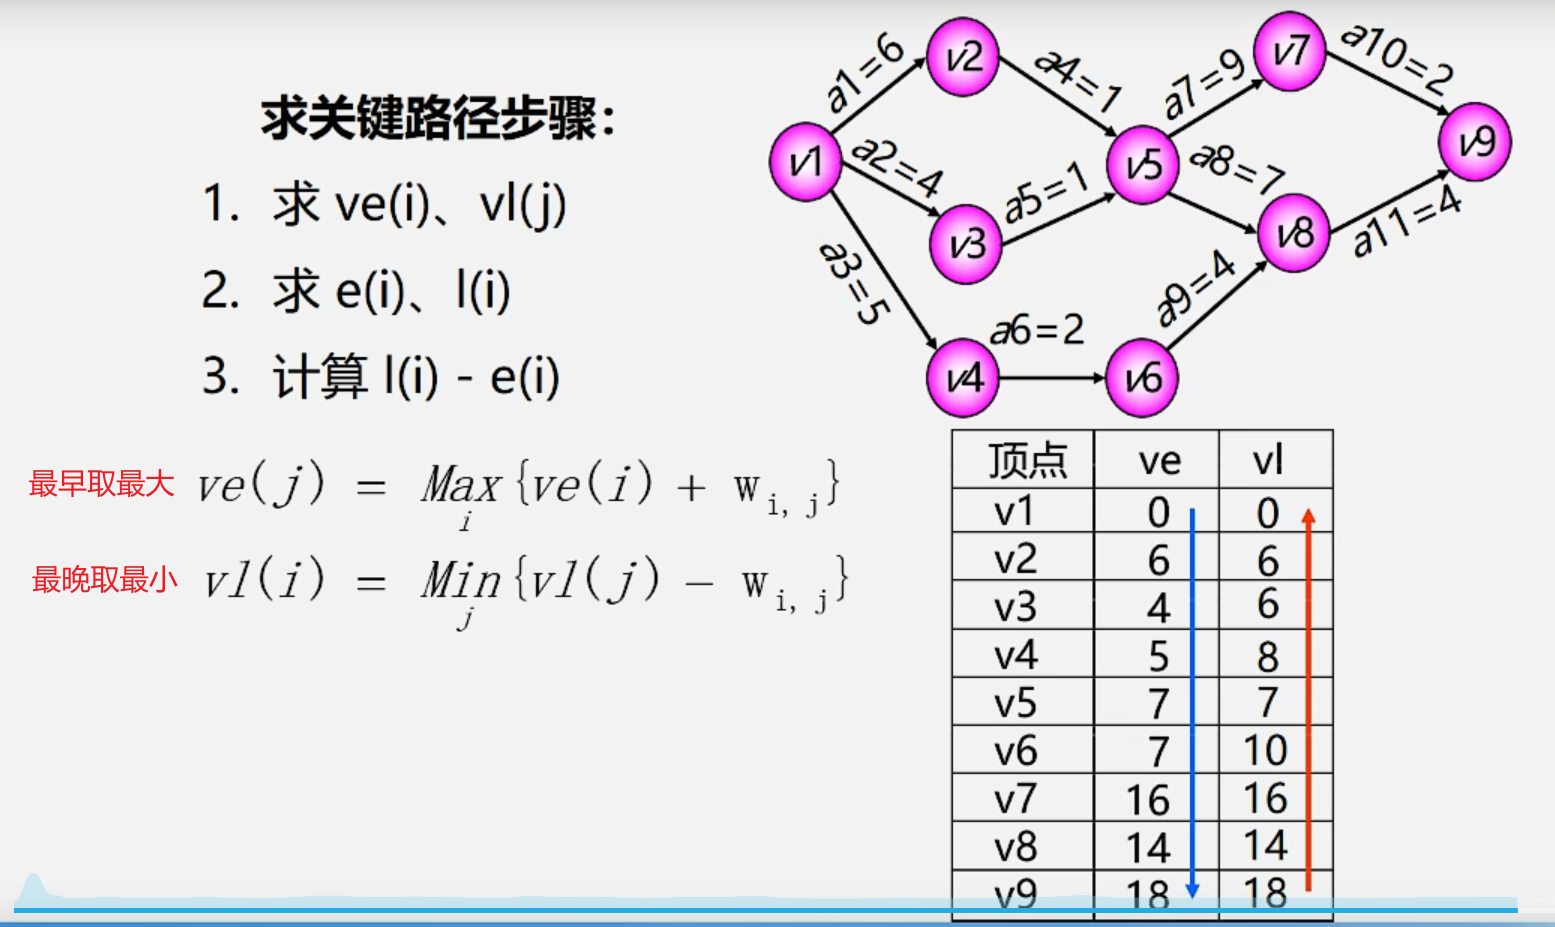 求关键路径步骤：
1. 求 ve(i)、vl(j)
2. 求 e(i)、l(i)
3. 计算 l(i) - e(i)
最早取最大 ve(j) = Max{ve(i) + w i, j}
i
最晚取最小 vl(i) = Min{vl(j) - w i, j}
j
v1
v2
v3
v4
v5
v6
v7
v8
v9
a1=6
a2=4
a3=5
a4=1
a5=1
a6=2
a7=9
a8=7
a9=4
a10=2
a11=4
顶点 ve vl
v1 0 0
v2 6 6
v3 4 6
v4 5 8
v5 7 7
v6 7 10
v7 16 16
v8 14 14
v9 18 18